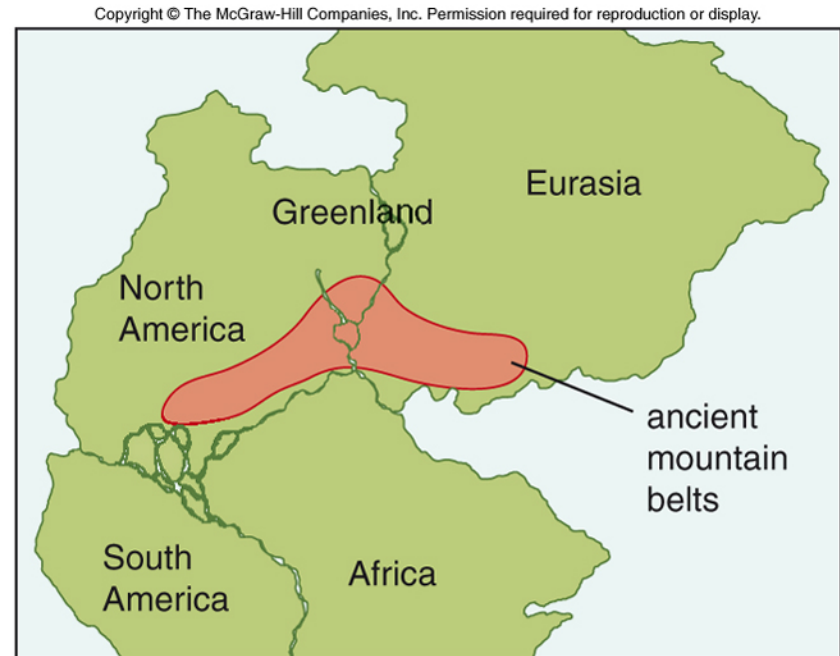 Copyright © The McGraw-Hill Companies, Inc. Permission required for reproduction or display.
Eurasia
Greenland
North
America
ancient
mountain
belts
South
America
Africa